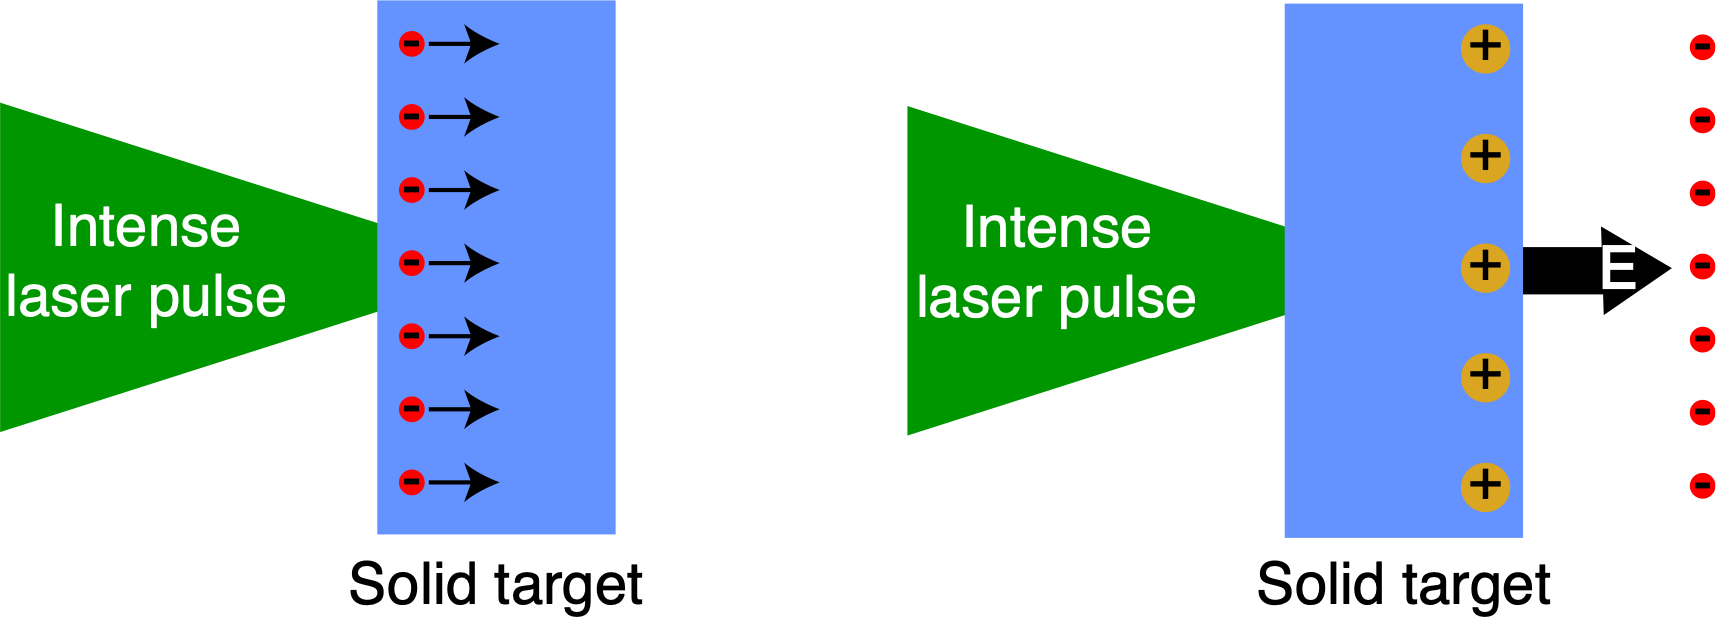 Intense
laser pulse
Solid target
Intense
laser pulse
E
Solid target